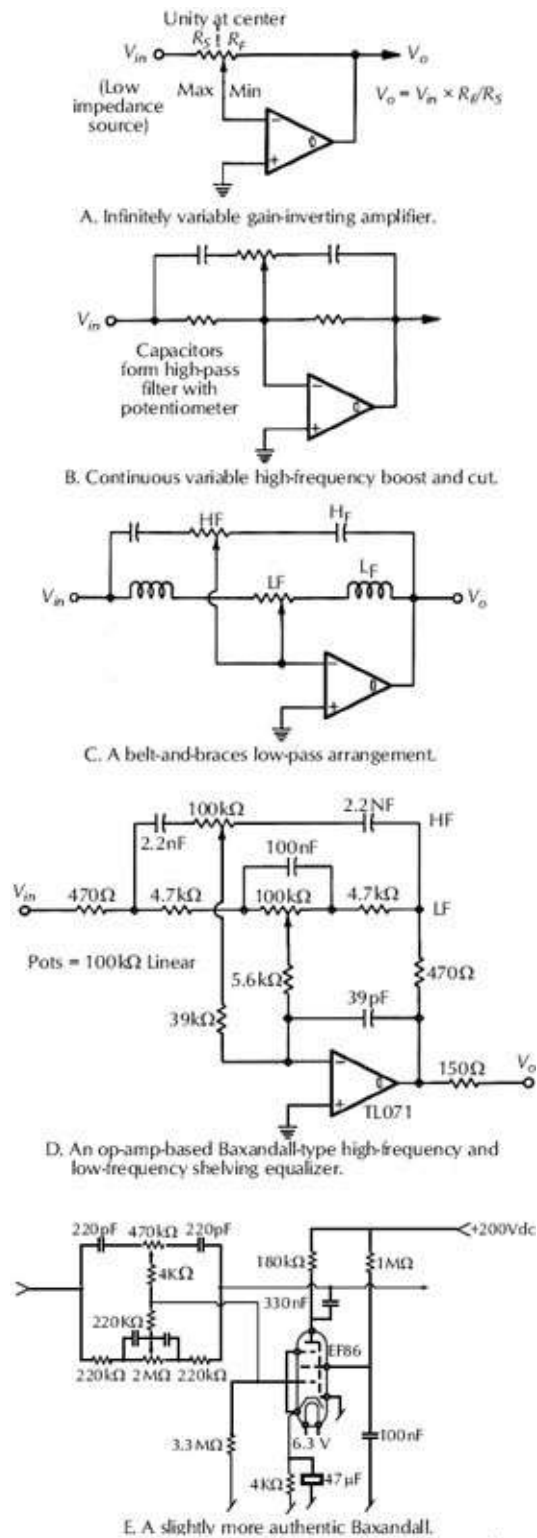 Unity at center
V_in R_S R_F V_o
(Low impedance source)
Max Min
V_o = V_in × R_F/R_S
−
+
A. Infinitely variable gain-inverting amplifier.
V_in
Capacitors form high-pass filter with potentiometer
−
+
B. Continuous variable high-frequency boost and cut.
HF H_F
LF L_F
V_in V_o
−
+
C. A belt-and-braces low-pass arrangement.
100kΩ 2.2NF HF
2.2nF
100nF
V_in 470Ω 4.7kΩ 100kΩ 4.7kΩ LF
Pots = 100kΩ Linear
5.6kΩ 470Ω
39kΩ 39pF
−
+
150Ω V_o
TL071
D. An op-amp-based Baxandall-type high-frequency and
low-frequency shelving equalizer.
220pF 470kΩ 220pF
+200Vdc
4KΩ
180kΩ 1MΩ
330nF
220KΩ
EF86
220kΩ 2MΩ 220kΩ
6.3 V
3.3MΩ
100nF
4KΩ 47μF
E. A slightly more authentic Baxandall.